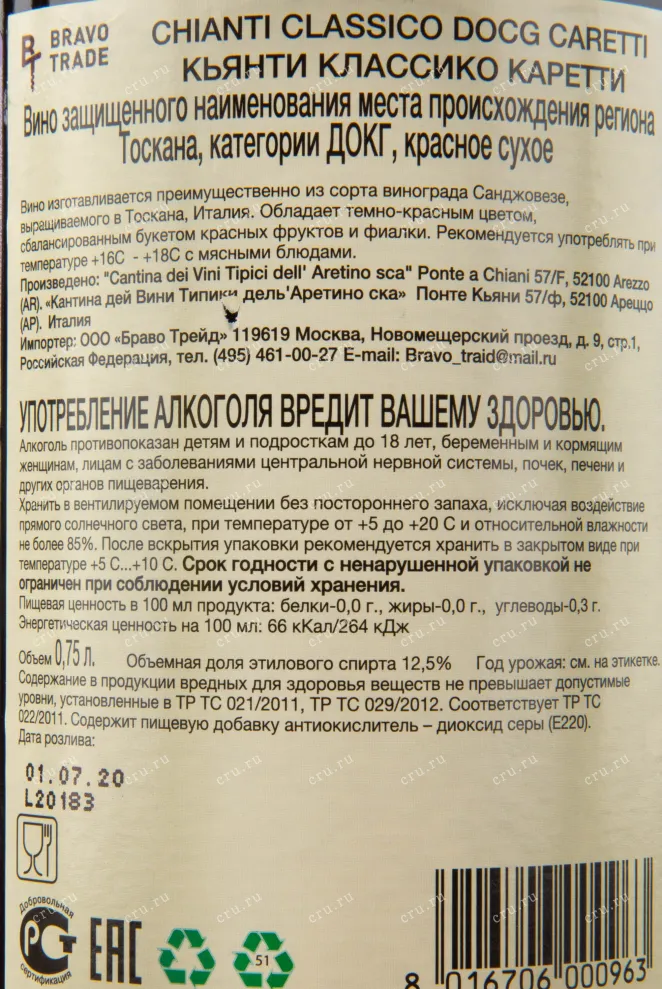 BRAVO
TRADE
CHIANTI CLASSICO DOCG CARETTI
КЬЯНТИ КЛАССИКО КАРЕТТИ
Вино защищенного наименования места происхождения региона
Тоскана, категории ДОКГ, красное сухое
Вино изготавливается преимущественно из сорта винограда Санджовезе,
выращиваемого в Тоскана, Италия. Обладает темно-красным цветом,
сбалансированным букетом красных фруктов и фиалки. Рекомендуется употреблять при
температуре +16С - +18С с мясными блюдами.
Произведено: "Cantina dei Vini Tipici dell' Aretino sca" Ponte a Chiani 57/F, 52100 Arezzo
(AR). «Кантина дей Вини Типики дель'Аретино ска» Понте Кьяни 57/ф, 52100 Ареццо
(АР). Италия
Импортер: ООО «Браво Трейд» 119619 Москва, Новомещерский проезд, д. 9, стр.1,
Российская Федерация, тел. (495) 461-00-27 E-mail: Bravo_traid@mail.ru
УПОТРЕБЛЕНИЕ АЛКОГОЛЯ ВРЕДИТ ВАШЕМУ ЗДОРОВЬЮ.
Алкоголь противопоказан детям и подросткам до 18 лет, беременным и кормящим
женщинам, лицам с заболеваниями центральной нервной системы, почек, печени и
других органов пищеварения.
Хранить в вентилируемом помещении без постороннего запаха, исключая воздействие
прямого солнечного света, при температуре от +5 до +20 С и относительной влажности
не более 85%. После вскрытия упаковки рекомендуется хранить в закрытом виде при
температуре +5 С...+10 С. Срок годности с ненарушенной упаковкой не
ограничен при соблюдении условий хранения.
Пищевая ценность в 100 мл продукта: белки-0,0 г., жиры-0,0 г., углеводы-0,3 г.
Энергетическая ценность на 100 мл: 66 кКал/264 кДж
Объем 0,75 л. Объемная доля этилового спирта 12,5% Год урожая: см. на этикетке.
Содержание в продукции вредных для здоровья веществ не превышает допустимые
уровни, установленные в ТР ТС 021/2011, ТР ТС 029/2012. Соответствует ТР ТС
022/2011. Содержит пищевую добавку антиокислитель – диоксид серы (Е220).
Дата розлива:
01.07.20
L20183
Добровольная
РСТ
сертификация
EAC
51
8 016706 000963
cru.ru